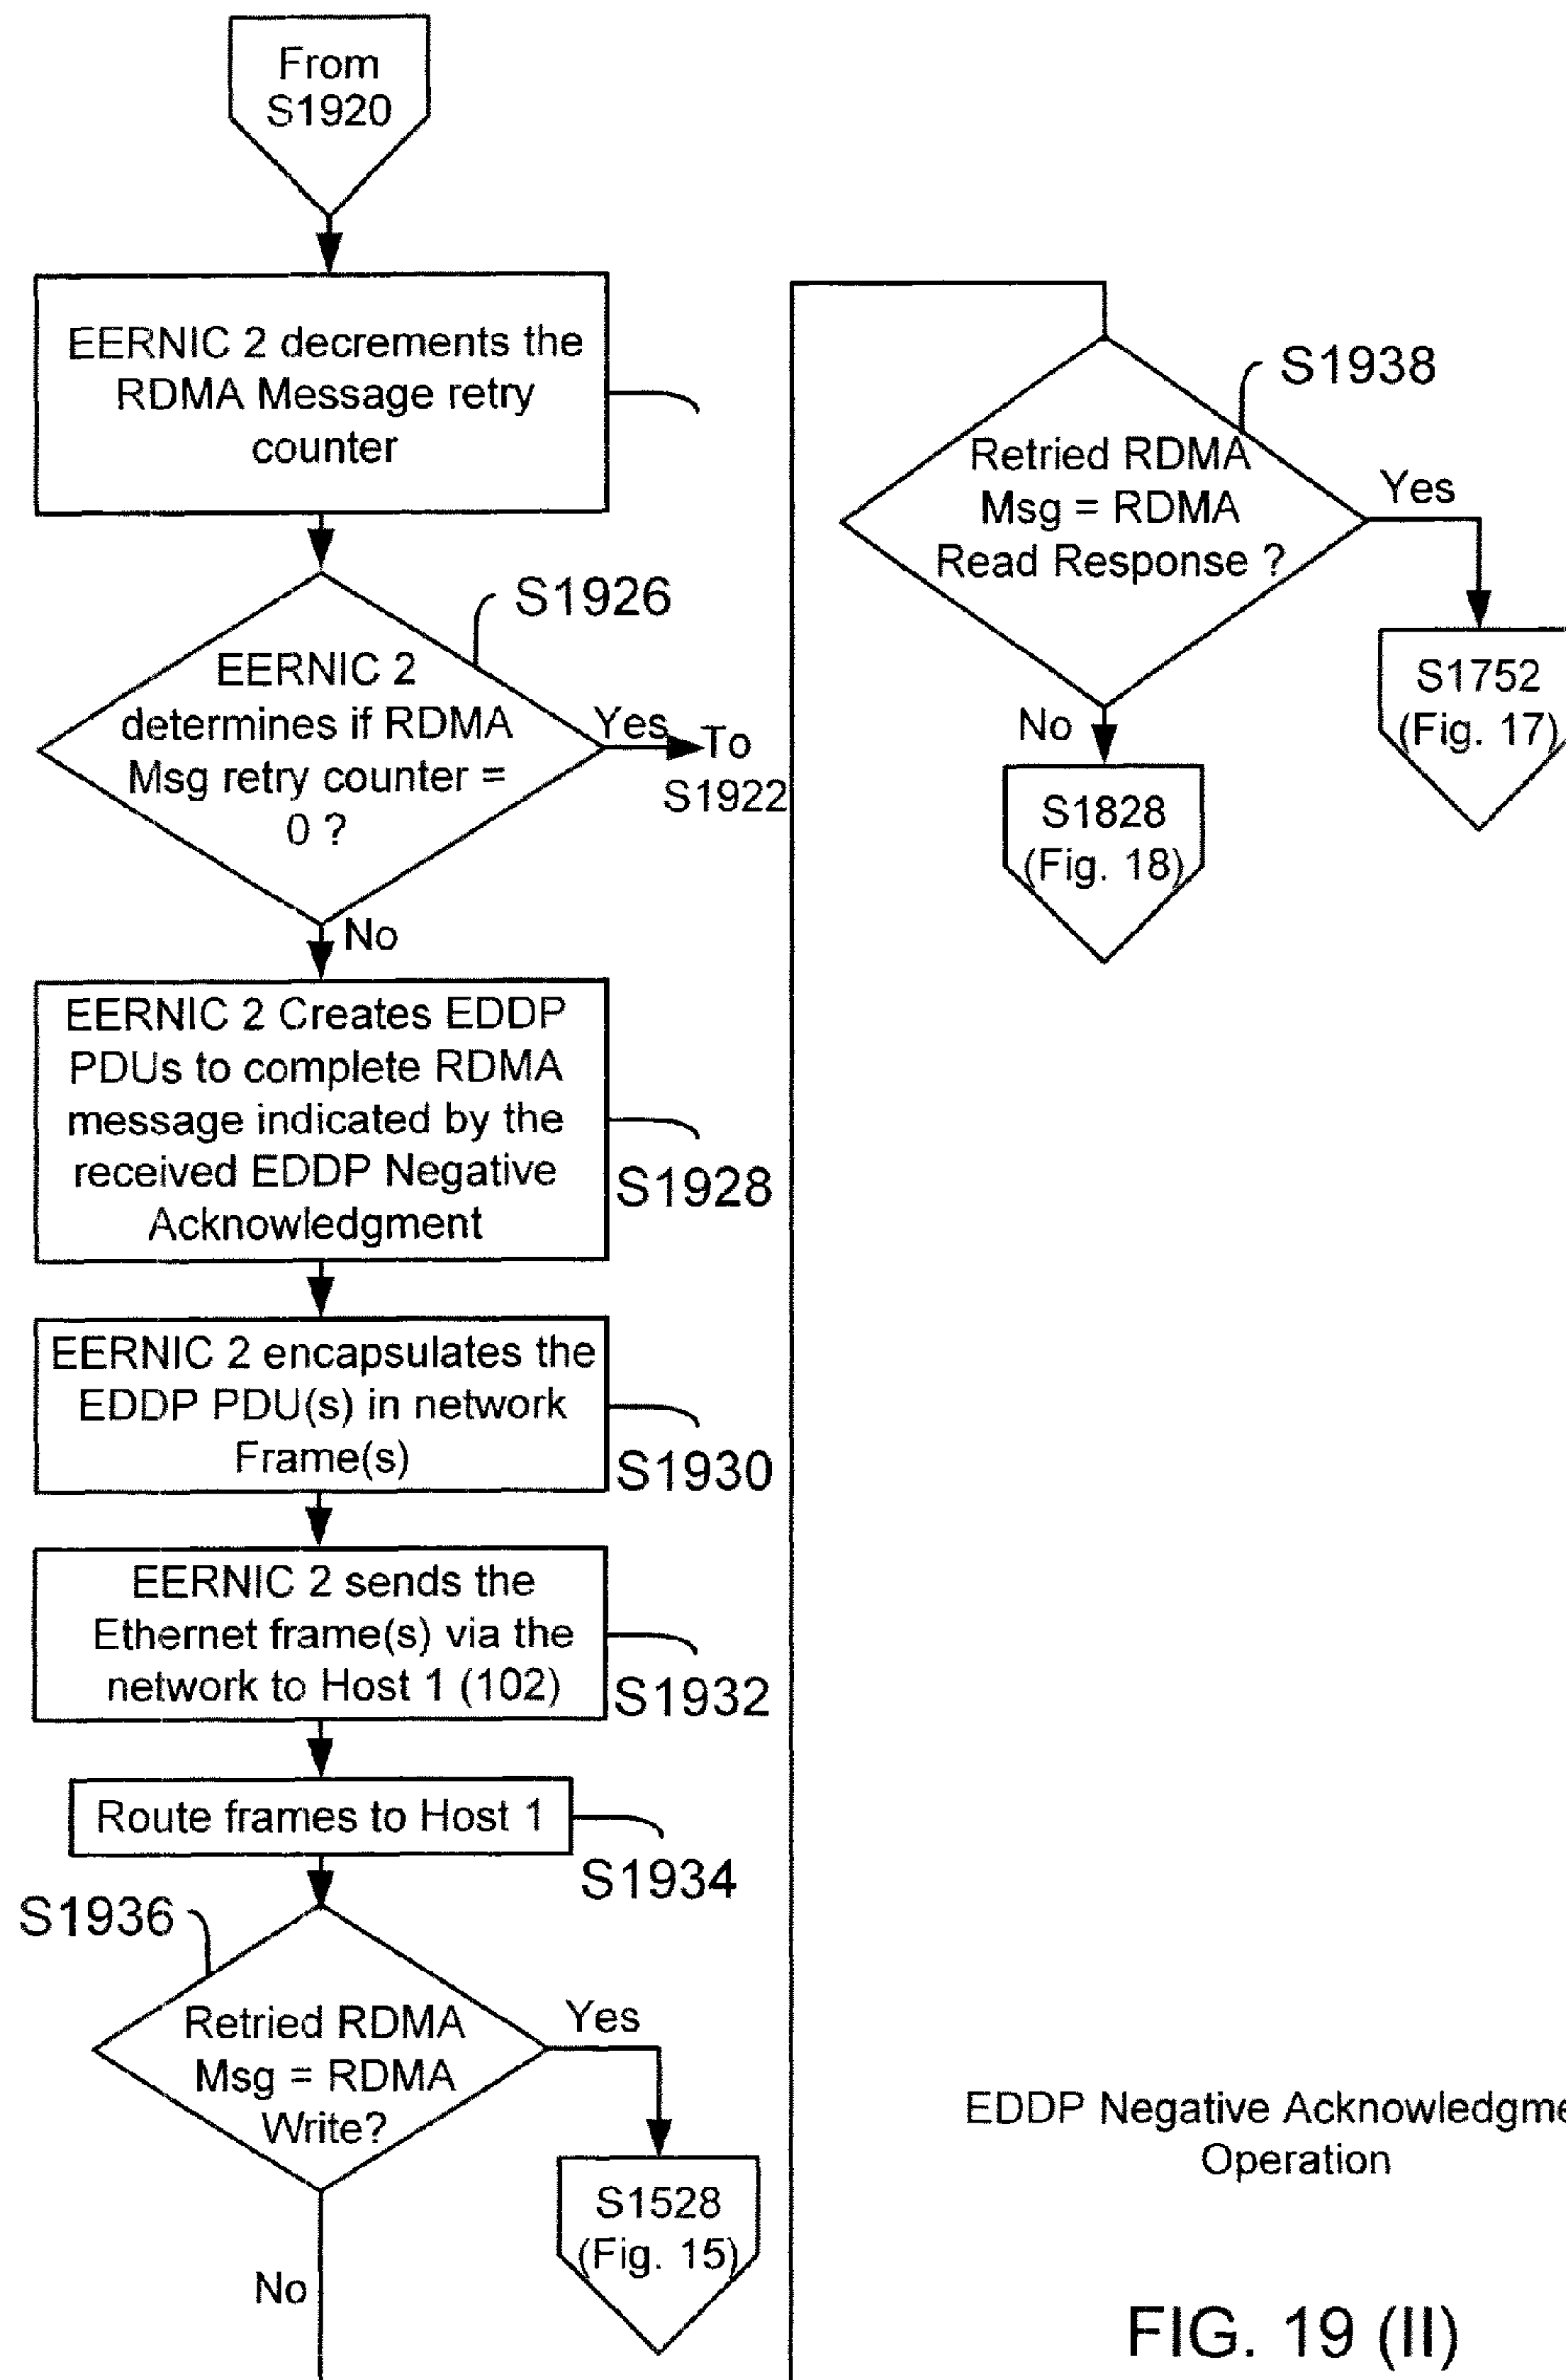 From
S1920
EERNIC 2 decrements the
RDMA Message retry
counter
S1926
EERNIC 2
determines if RDMA
Msg retry counter =
0 ?
Yes
To
S1922
No
EERNIC 2 Creates EDDP
PDUs to complete RDMA
message indicated by the
received EDDP Negative
Acknowledgment
S1928
EERNIC 2 encapsulates the
EDDP PDU(s) in network
Frame(s)
S1930
EERNIC 2 sends the
Ethernet frame(s) via the
network to Host 1 (102)
S1932
Route frames to Host 1
S1934
S1936
Retried RDMA
Msg = RDMA
Write?
Yes
S1528
(Fig. 15)
No
S1938
Retried RDMA
Msg = RDMA
Read Response ?
Yes
S1752
(Fig. 17)
No
S1828
(Fig. 18)
EDDP Negative Acknowledgme
Operation
FIG. 19 (II)